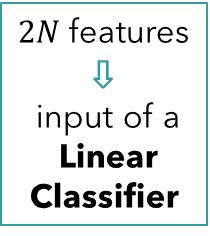 2N features
⇩
input of a
Linear
Classifier